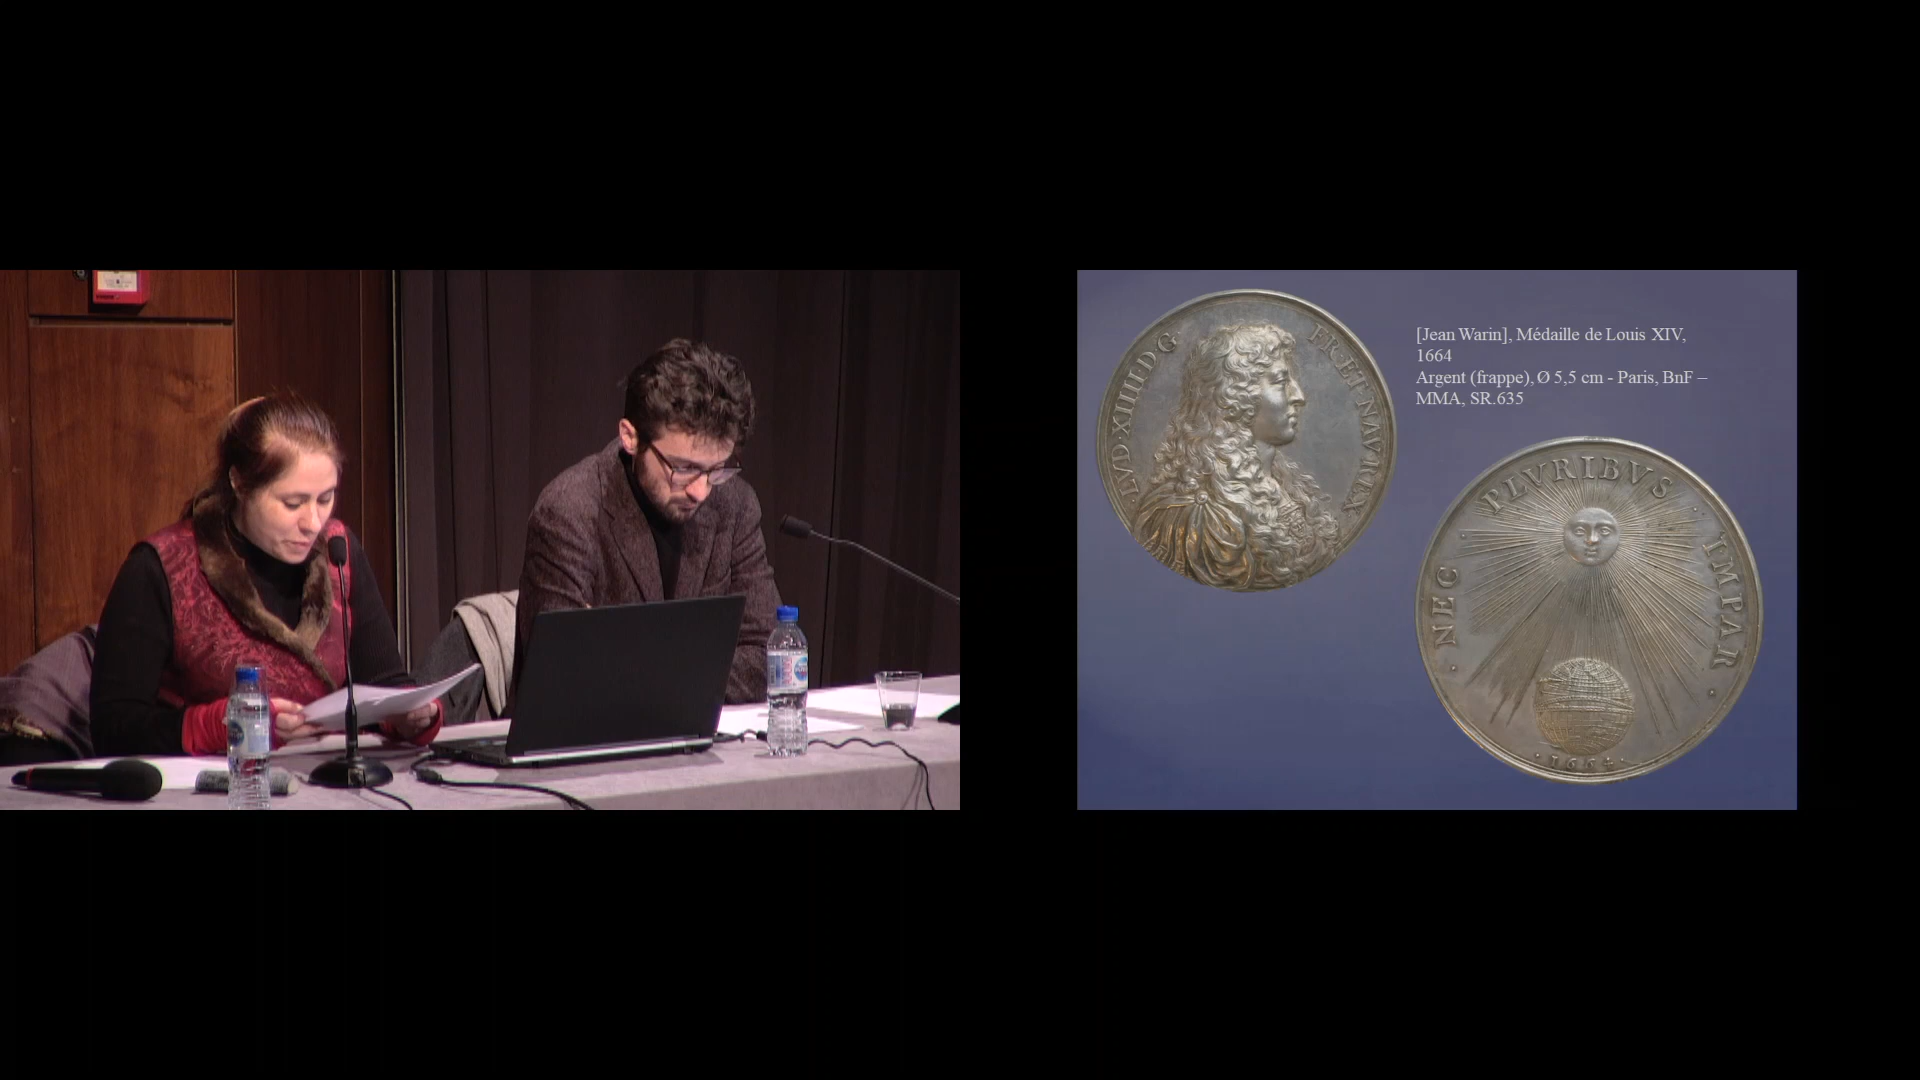 [Jean Warin], Médaille de Louis XIV,
1664
Argent (frappe), Ø 5,5 cm - Paris, BnF –
MMA, SR.635
·LVD·XIIII·D·G· FR·ET·NAV·REX
·NEC PLVRIBVS IMPAR·
·1664·